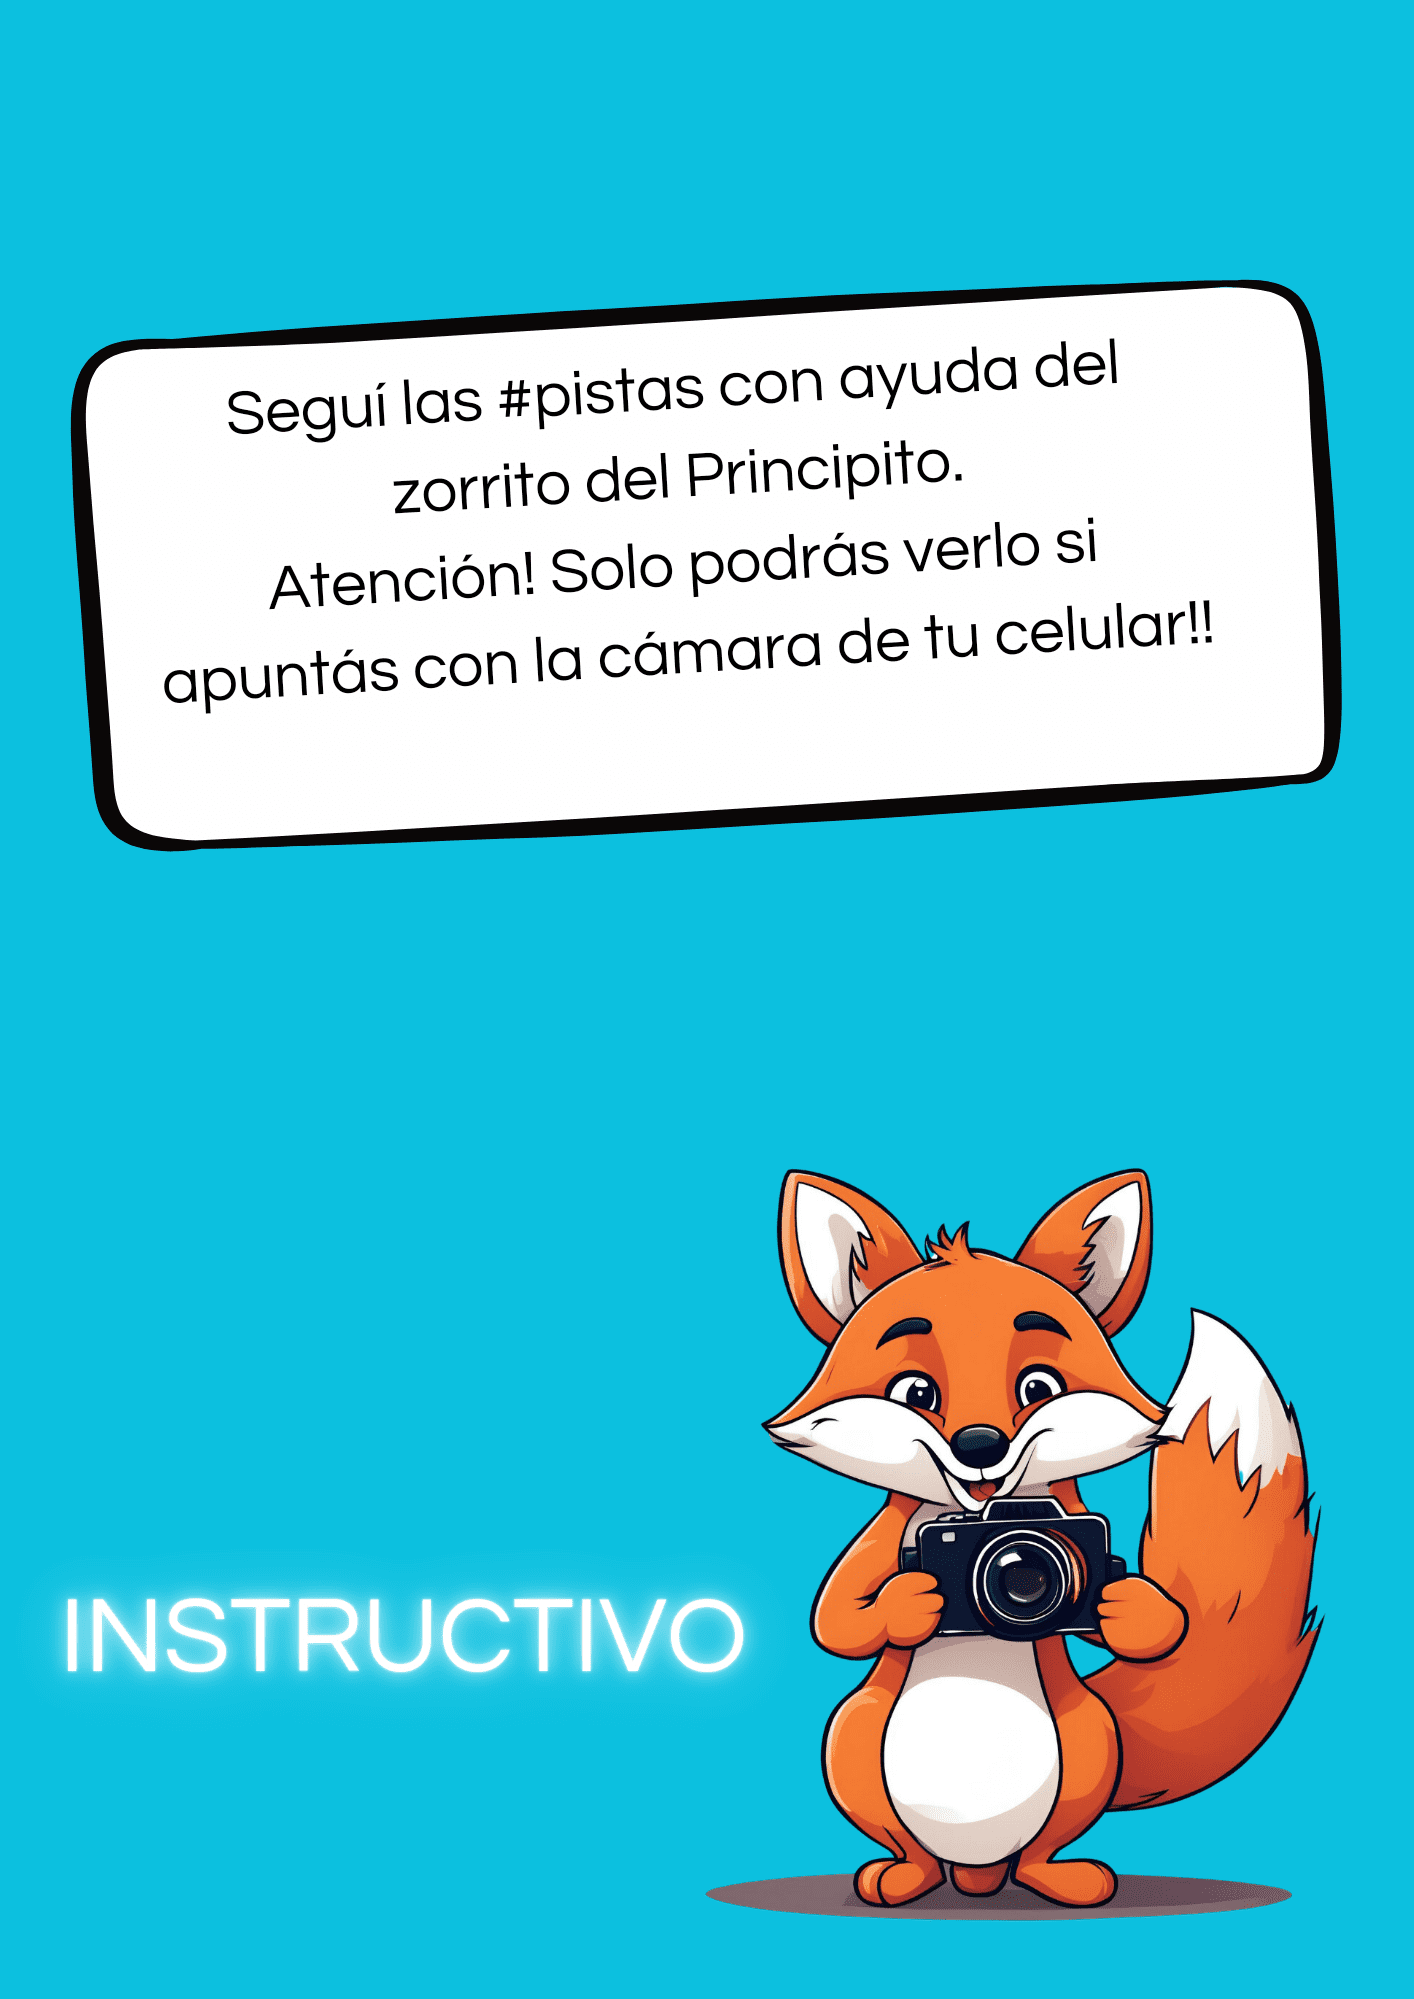 Seguí las #pistas con ayuda del
zorrito del Principito.
Atención! Solo podrás verlo si
apuntás con la cámara de tu celular!!
INSTRUCTIVO